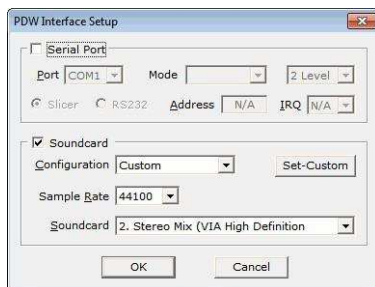 PDW Interface Setup
Serial Port
Port COM1 Mode 2 Level
Slicer RS232 Address N/A IRQ N/A
Soundcard
Configuration Custom Set-Custom
Sample Rate 44100
Soundcard 2. Stereo Mix (VIA High Definition
OK Cancel